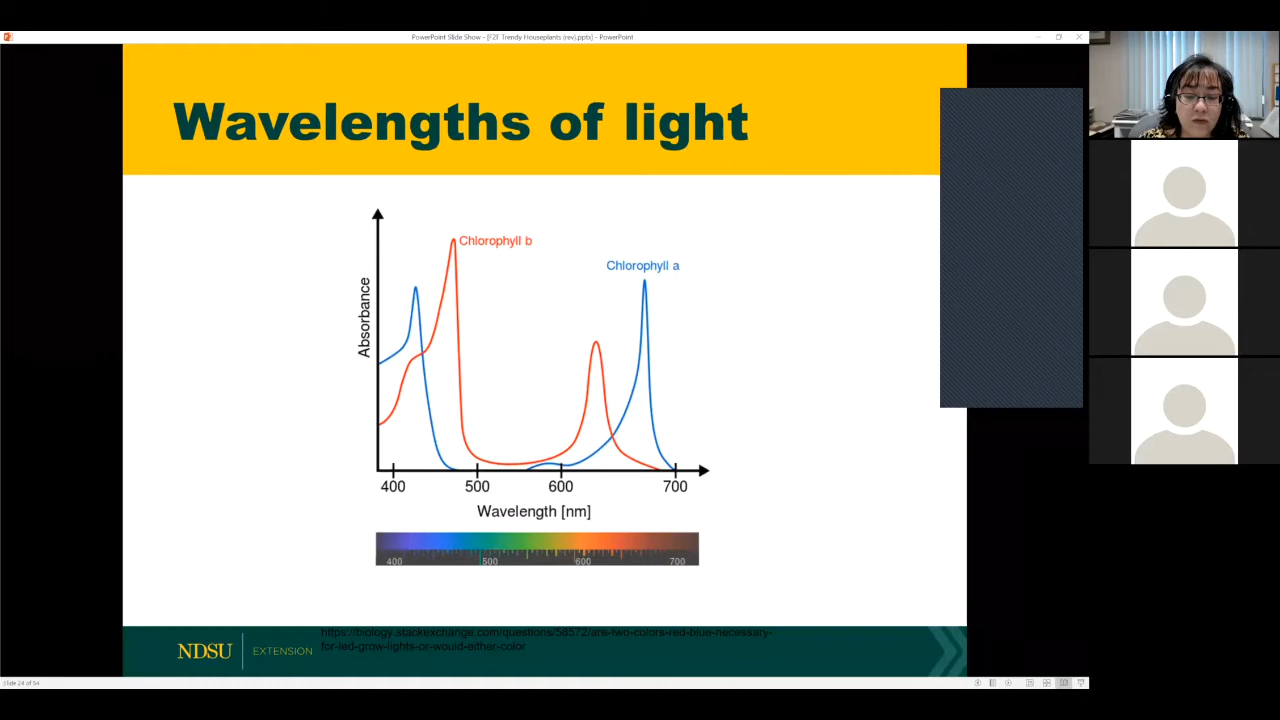 PowerPoint Slide Show - [F2F Trendy Houseplants (rev).pptx] - PowerPoint
Wavelengths of light
Chlorophyll b
Chlorophyll a
Absorbance
400 500 600 700
Wavelength [nm]
400 500 600 700
NDSU EXTENSION
https://biology.stackexchange.com/questions/58572/are-two-colors-red-blue-necessary-
for-led-grow-lights-or-would-either-color
Slide 24 of 54